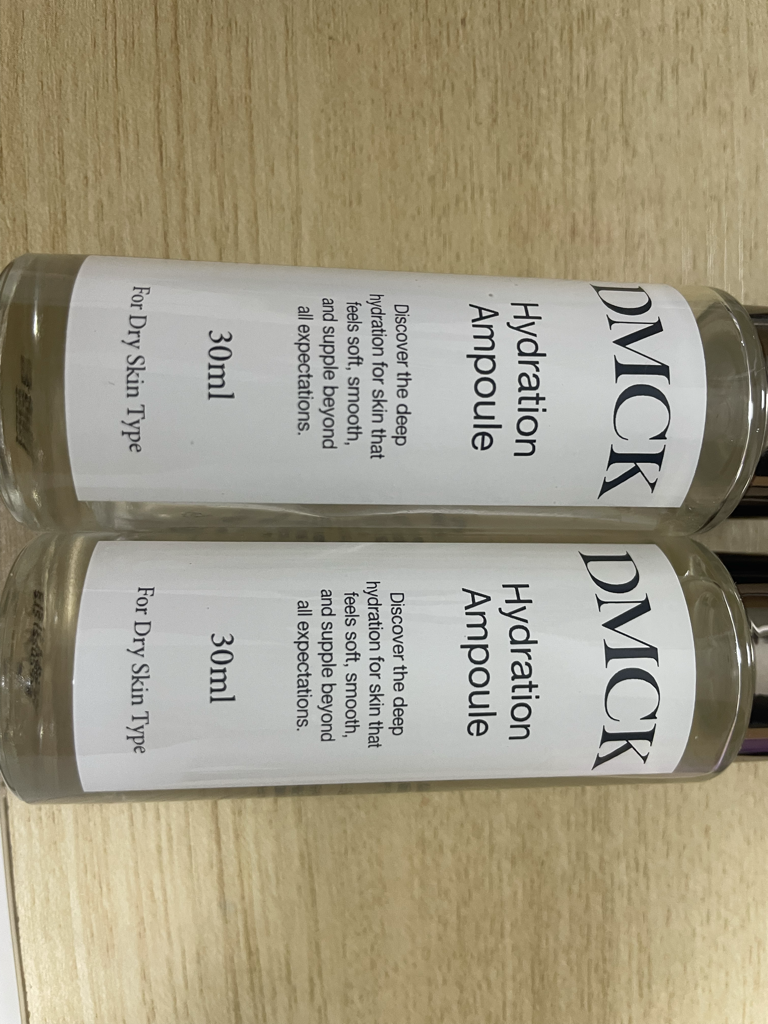 DMCK
Hydration
Ampoule
Discover the deep
hydration for skin that
feels soft, smooth,
and supple beyond
all expectations.
30ml
For Dry Skin Type
DMCK
Hydration
Ampoule
Discover the deep
hydration for skin that
feels soft, smooth,
and supple beyond
all expectations.
30ml
For Dry Skin Type